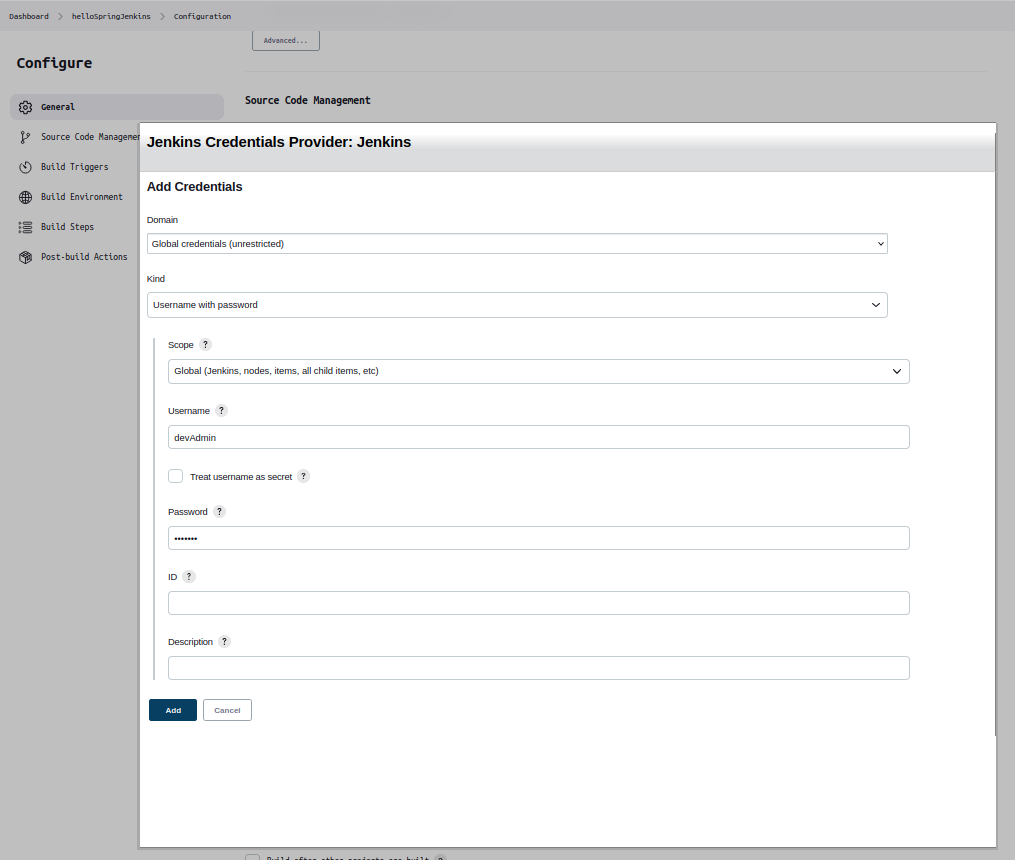 Dashboard > helloSpringJenkins > Configuration
Configure
Advanced...
General
Source Code Management
Source Code Managemen
Build Triggers
Build Environment
Build Steps
Post-build Actions
Jenkins Credentials Provider: Jenkins
Add Credentials
Domain
Global credentials (unrestricted)
Kind
Username with password
Scope ?
Global (Jenkins, nodes, items, all child items, etc)
Username ?
devAdmin
Treat username as secret ?
Password ?
•••••••
ID ?
Description ?
Add Cancel
Build after other projects are built ?